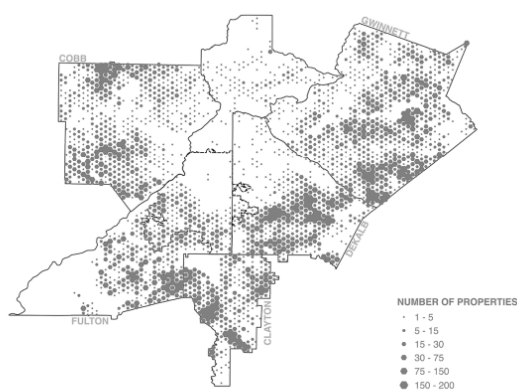 GWINNETT
COBB
DEKALB
CLAYTON
FULTON
NUMBER OF PROPERTIES
1 - 5
5 - 15
15 - 30
30 - 75
75 - 150
150 - 200